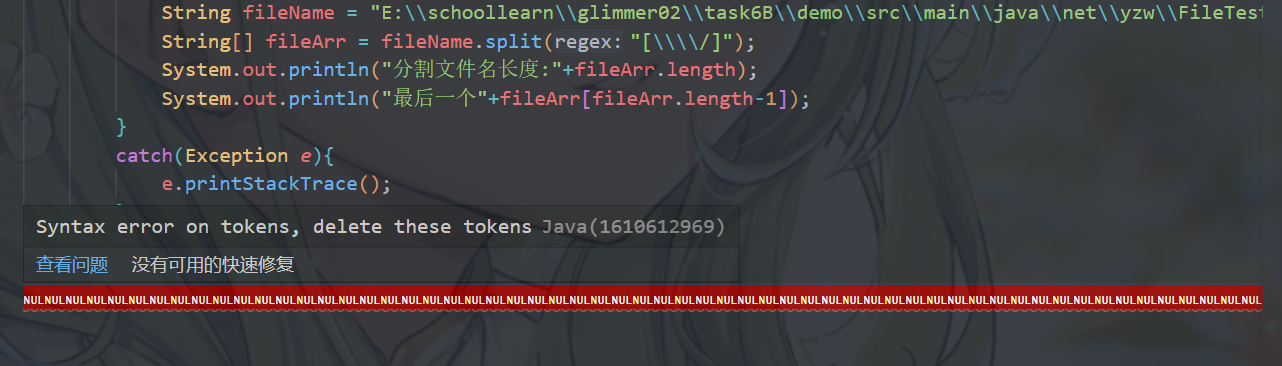 String fileName = "E:\\schoollearn\\glimmer02\\task6B\\demo\\src\\main\\java\\net\\yzw\\FileTest
String[] fileArr = fileName.split(regex:"[\\\\/]");
System.out.println("分割文件名长度:"+fileArr.length);
System.out.println("最后一个"+fileArr[fileArr.length-1]);
}
catch(Exception e){
e.printStackTrace();
Syntax error on tokens, delete these tokens Java(1610612969)
查看问题 没有可用的快速修复
NULNULNULNULNULNULNULNULNULNULNULNULNULNULNULNULNULNULNULNULNULNULNULNULNULNULNULNULNULNULNULNULNULNULNULNULNULNULNULNULNULNULNULNULNULNULNULNULNULNULNULNULNULNULNULNULNULNULNUL